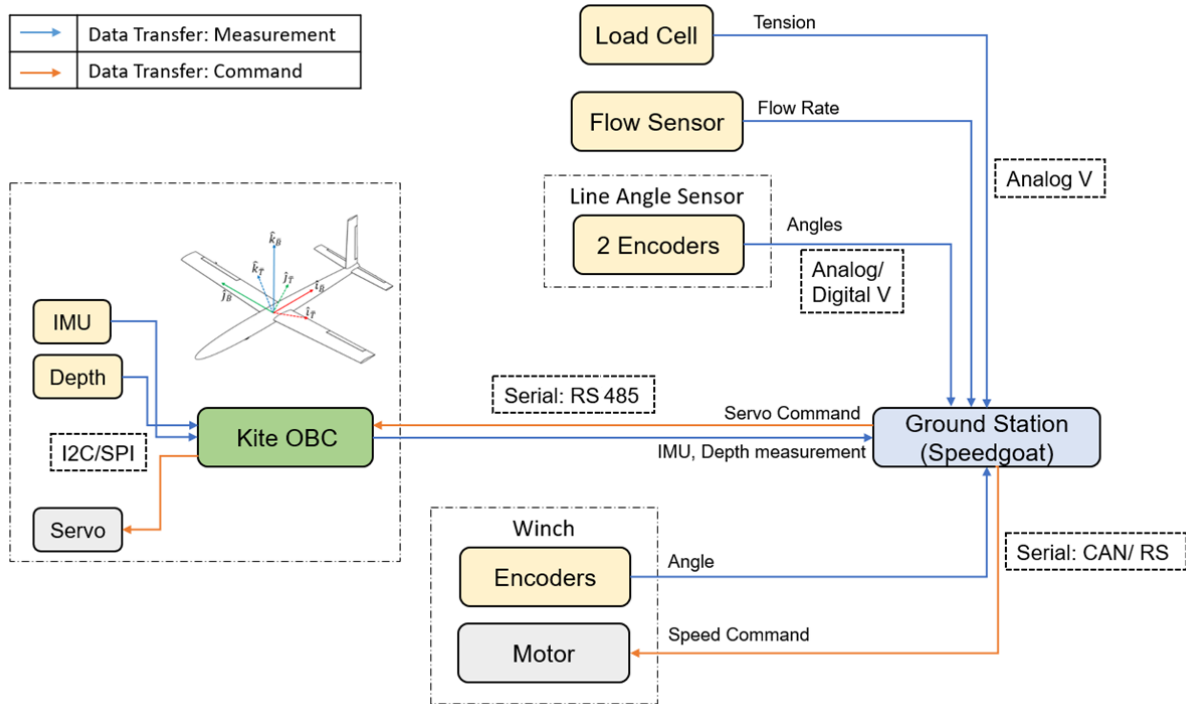 Data Transfer: Measurement
Data Transfer: Command
Load Cell
Tension
Flow Sensor
Flow Rate
Analog V
Line Angle Sensor
2 Encoders
Angles
Analog/
Digital V
IMU
Depth
I2C/SPI
Kite OBC
Servo
Serial: RS 485
Servo Command
IMU, Depth measurement
Ground Station
(Speedgoat)
Winch
Encoders
Angle
Motor
Speed Command
Serial: CAN/ RS